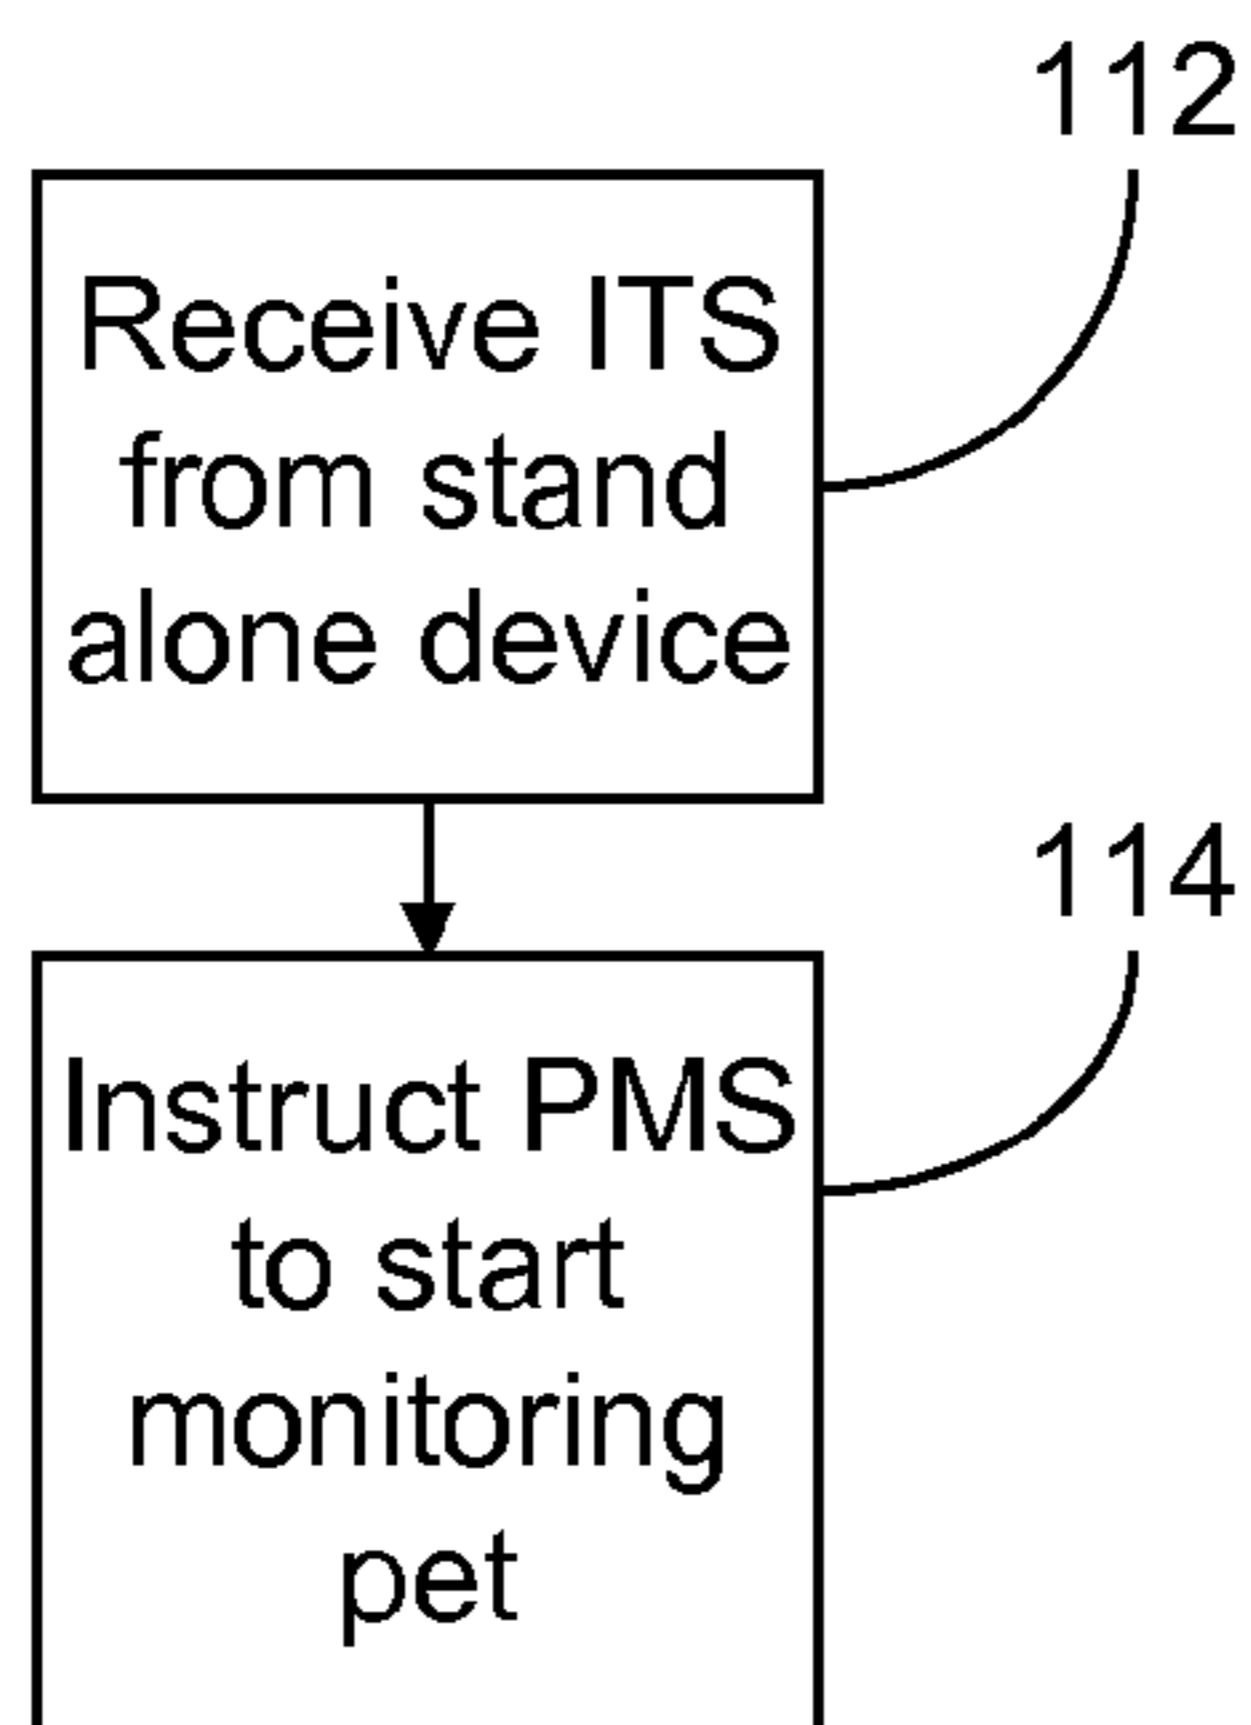 112
Receive ITS
from stand
alone device
114
Instruct PMS
to start
monitoring
pet